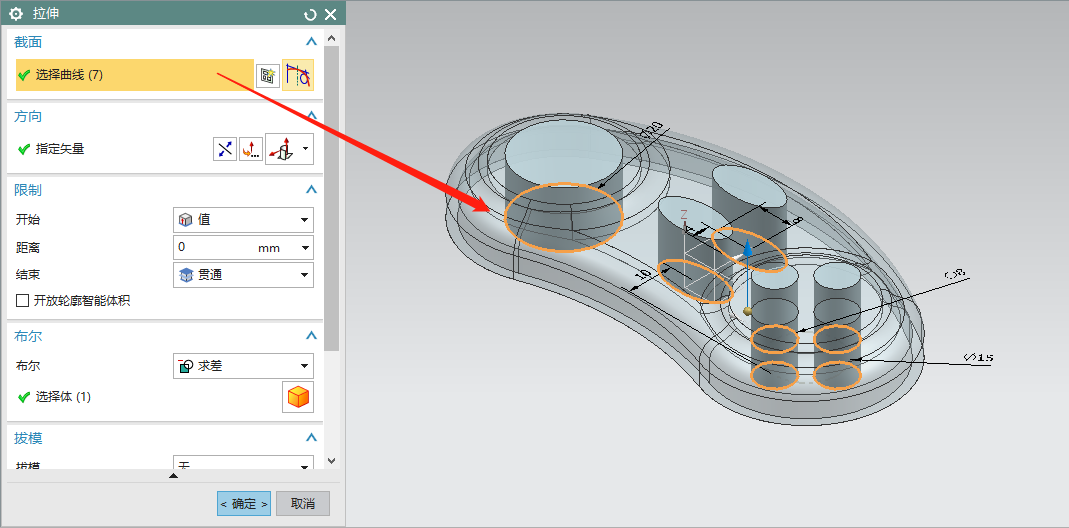 拉伸
截面
选择曲线 (7)
方向
指定矢量
限制
开始
值
距离
0
mm
结束
贯通
开放轮廓智能体积
布尔
布尔
求差
选择体 (1)
拔模
拔模
无
< 确定 >
取消
Z
10
8